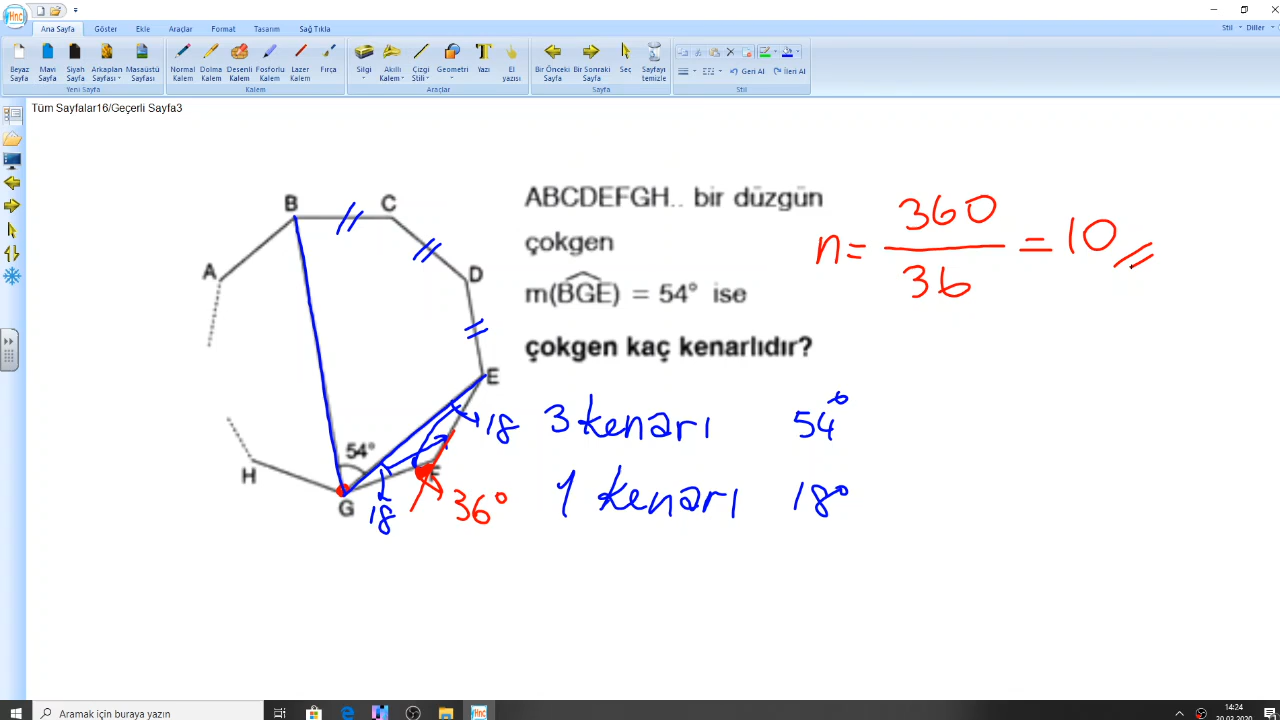 Ana Sayfa Göster Ekle Araçlar Format Tasarım Sağ Tıkla
Stil Diller
Beyaz Sayfa Mavi Sayfa Siyah Sayfa Arkaplan Sayfası Masaüstü Sayfası
Normal Kalem Dolma Kalem Desenli Kalem Fosforlu Kalem Lazer Kalem Fırça
Silgi Akıllı Kalem Çizgi Stili Geometri Yazı El yazısı
Bir Önceki Sayfa Bir Sonraki Sayfa Seç Sayfayı temizle
Geri Al İleri Al
Yeni Sayfa Kalem Araçlar Sayfa Stil
Tüm Sayfalar16/Geçerli Sayfa3
B C
A D
E
F
G
H
54°
18
18
36°
ABCDEFGH.. bir düzgün
çokgen
m(BGE) = 54° ise
çokgen kaç kenarlıdır?
n = 360/36 = 10
3 kenarı 54°
1 kenarı 18°
Aramak için buraya yazın
14:24
20.03.2020